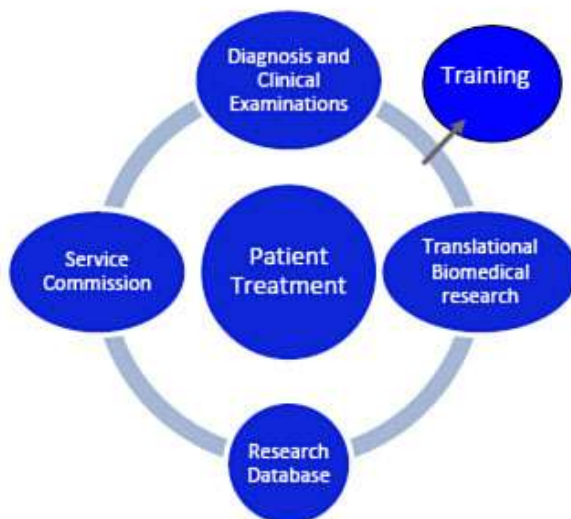 Diagnosis and
Clinical
Examinations
Training
Service
Commission
Patient
Treatment
Translational
Biomedical
research
Research
Database